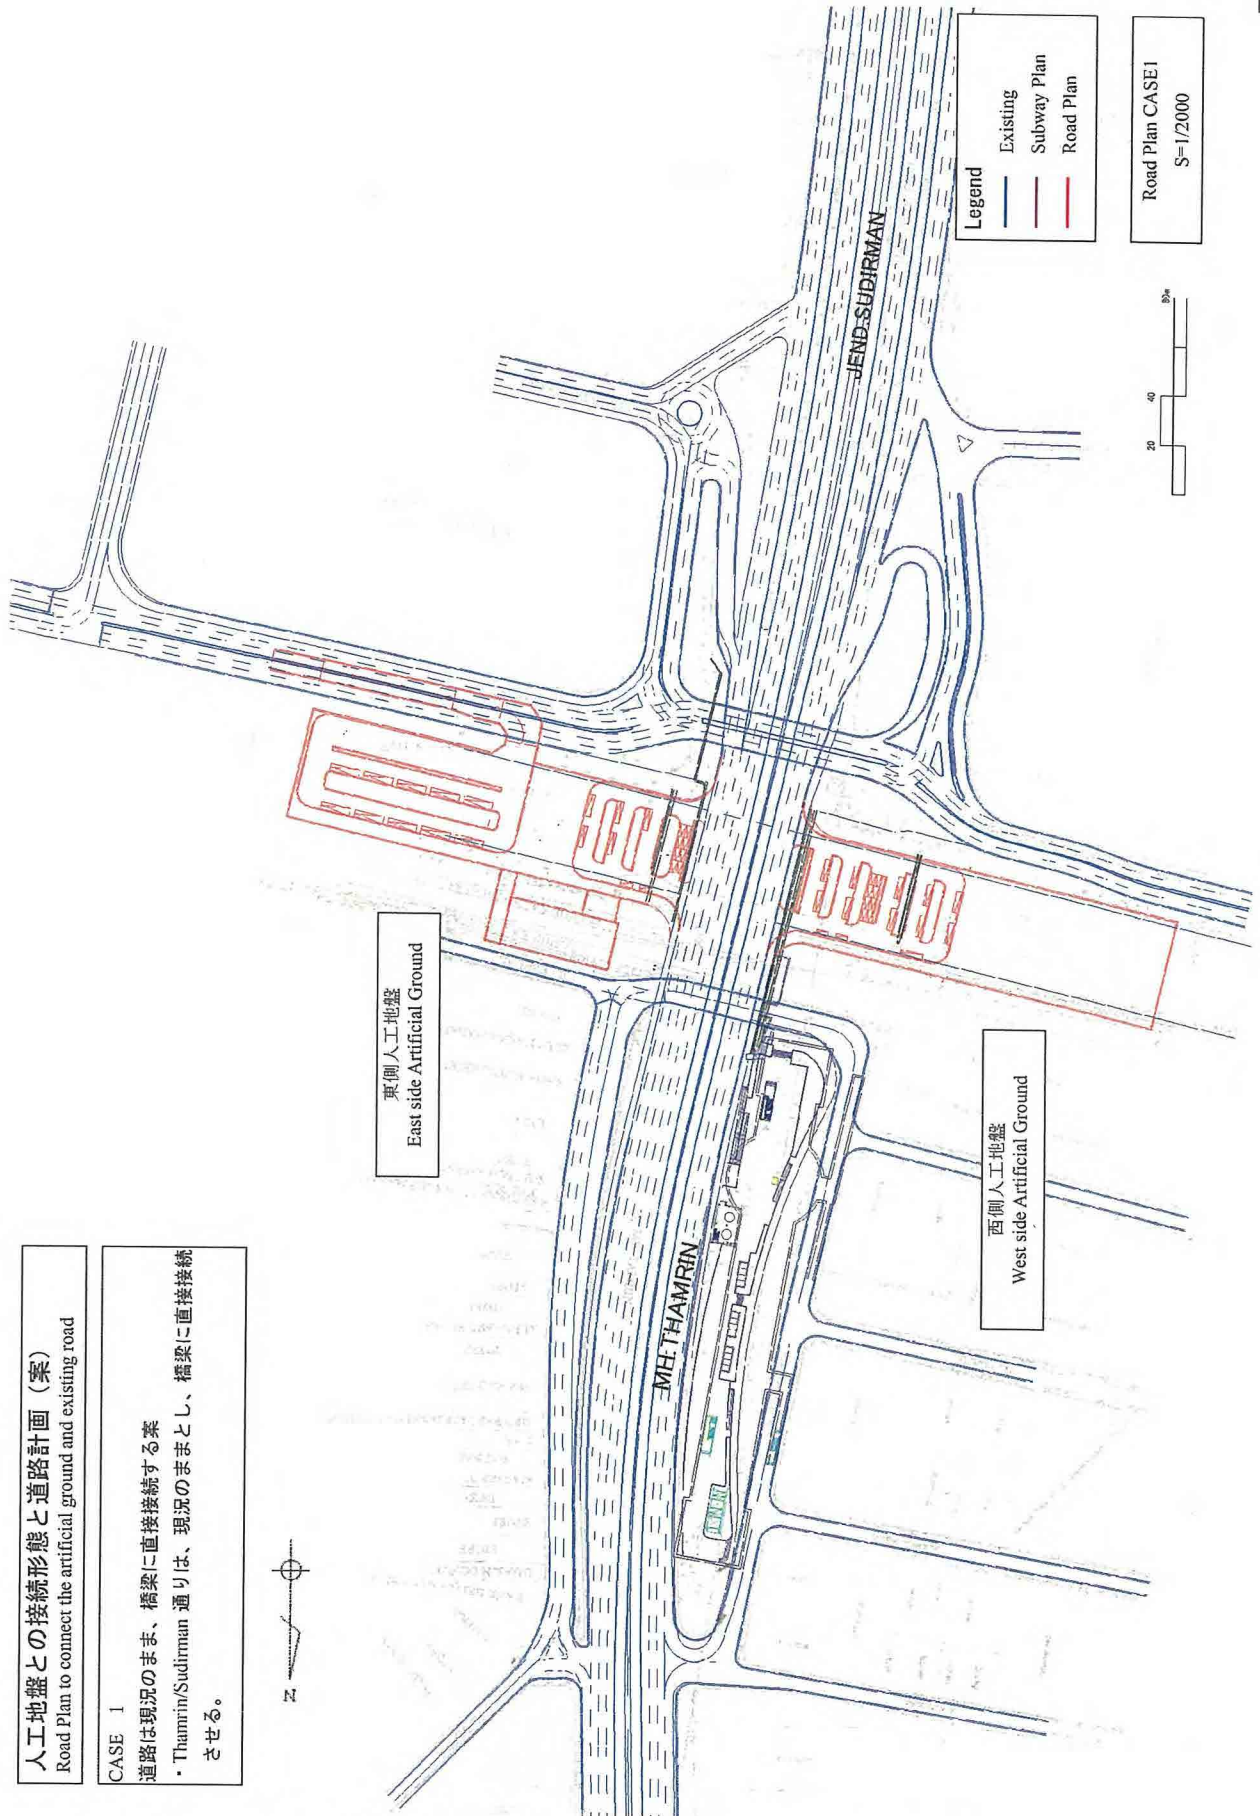 人工地盤との接続形態と道路計画（案）
Road Plan to connect the artificial ground and existing road
CASE 1
道路は現況のまま、橋梁に直接接続する案
・Thamrin/Sudirman 通りは、現況のままとし、橋梁に直接接続
させる。
N
東側人工地盤
East side Artificial Ground
西側人工地盤
West side Artificial Ground
MH.THAMRIN
JEND.SUDIRMAN
Legend
Existing
Subway Plan
Road Plan
Road Plan CASE1
S=1/2000
20
40